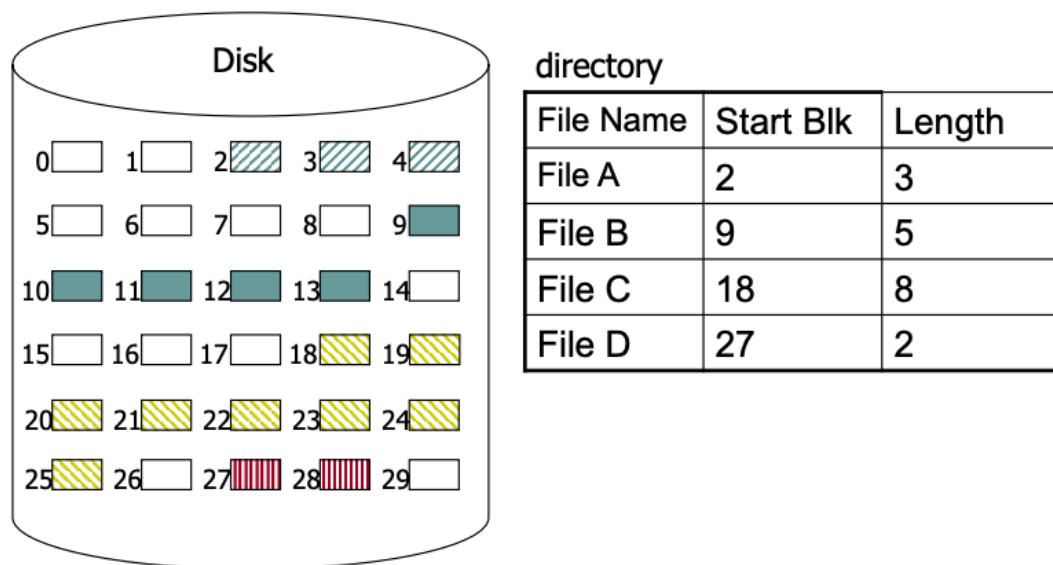 Disk
0 1 2 3 4
5 6 7 8 9
10 11 12 13 14
15 16 17 18 19
20 21 22 23 24
25 26 27 28 29
directory
File Name Start Blk Length
File A 2 3
File B 9 5
File C 18 8
File D 27 2